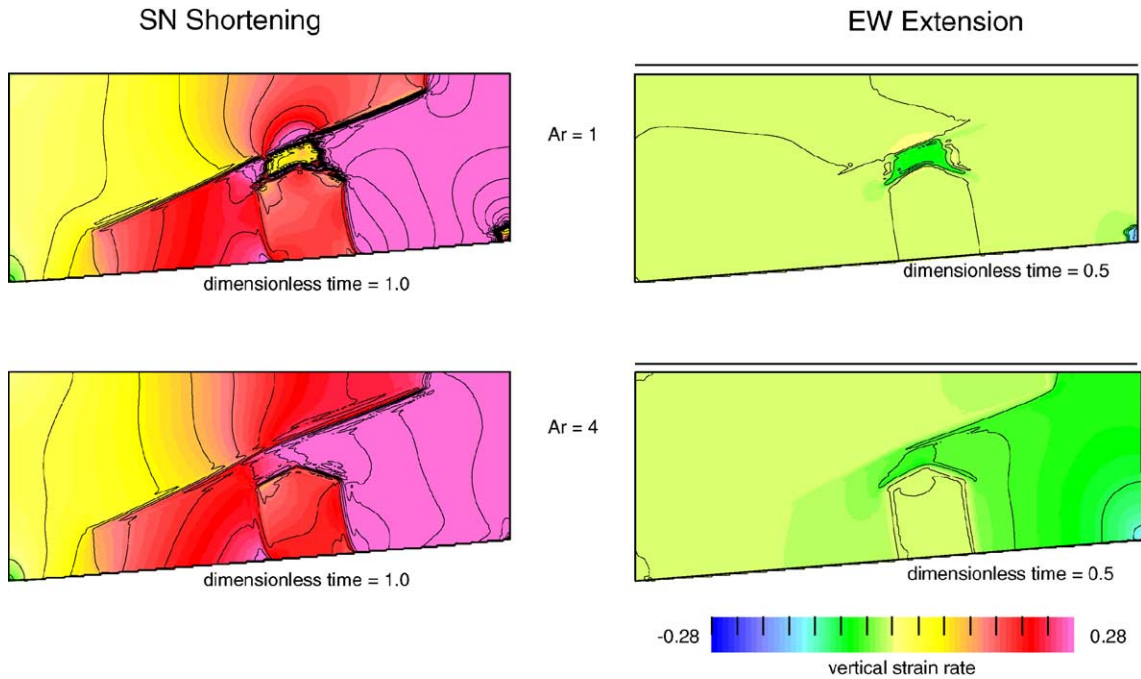 SN Shortening
EW Extension
Ar = 1
dimensionless time = 1.0
dimensionless time = 0.5
Ar = 4
dimensionless time = 1.0
dimensionless time = 0.5
-0.28
0.28
vertical strain rate